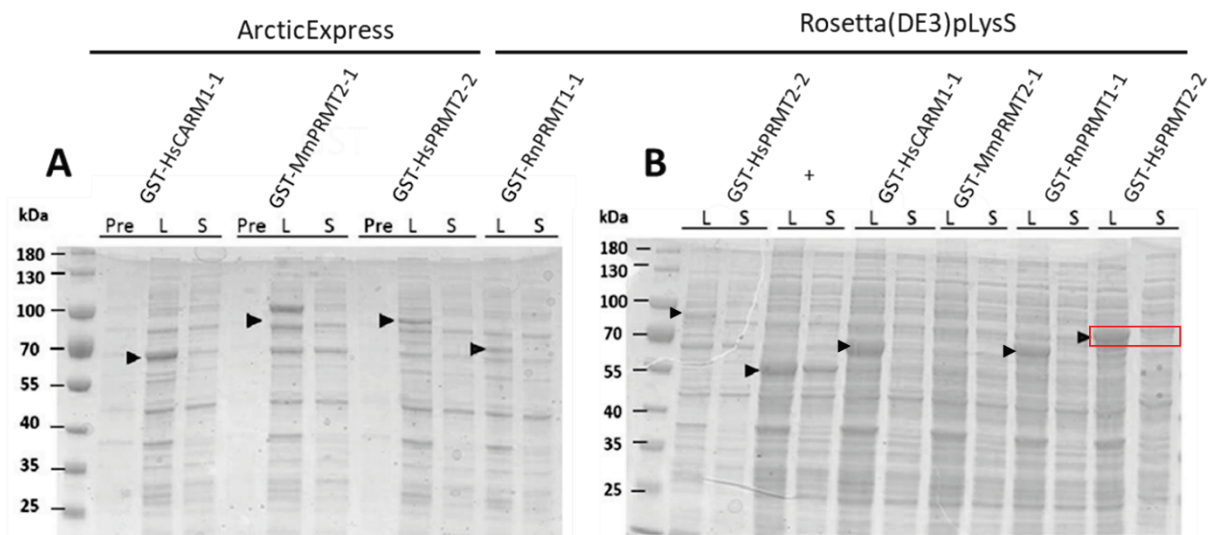 ArcticExpress
Rosetta(DE3)pLysS
A
GST-HsCARM1-1
GST-MmPRMT2-1
GST-HsPRMT2-2
GST-RnPRMT1-1
kDa
Pre L S Pre L S Pre L S L S
180
130
100
70
55
40
35
25
B
GST-HsPRMT2-2
+
GST-HsCARM1-1
GST-MmPRMT2-1
GST-RnPRMT1-1
GST-HsPRMT2-2
kDa
L S L S L S L S L S L S
180
130
100
70
55
40
35
25